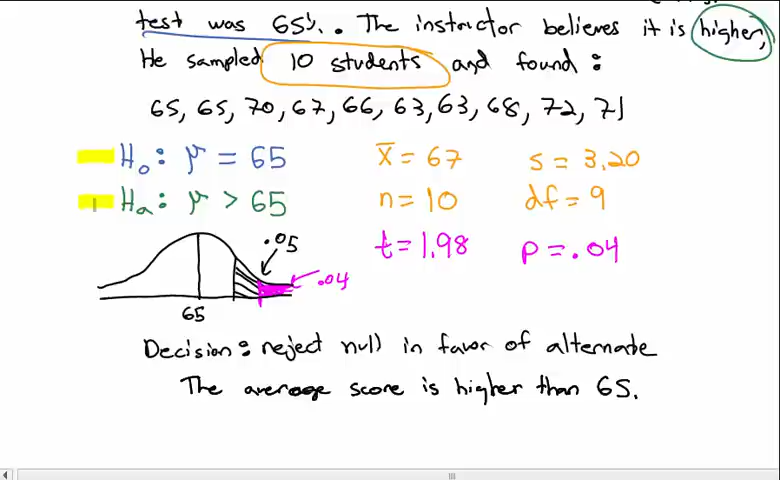 test was 65%. The instructor believes it is higher,
He sampled 10 students and found:
65, 65, 70, 67, 66, 63, 63, 68, 72, 71
H₀: μ = 65 x̄ = 67 s = 3.20
Hₐ: μ > 65 n = 10 df = 9
t = 1.98 p = .04
.05
.04
65
Decision: reject null in favor of alternate
The average score is higher than 65.